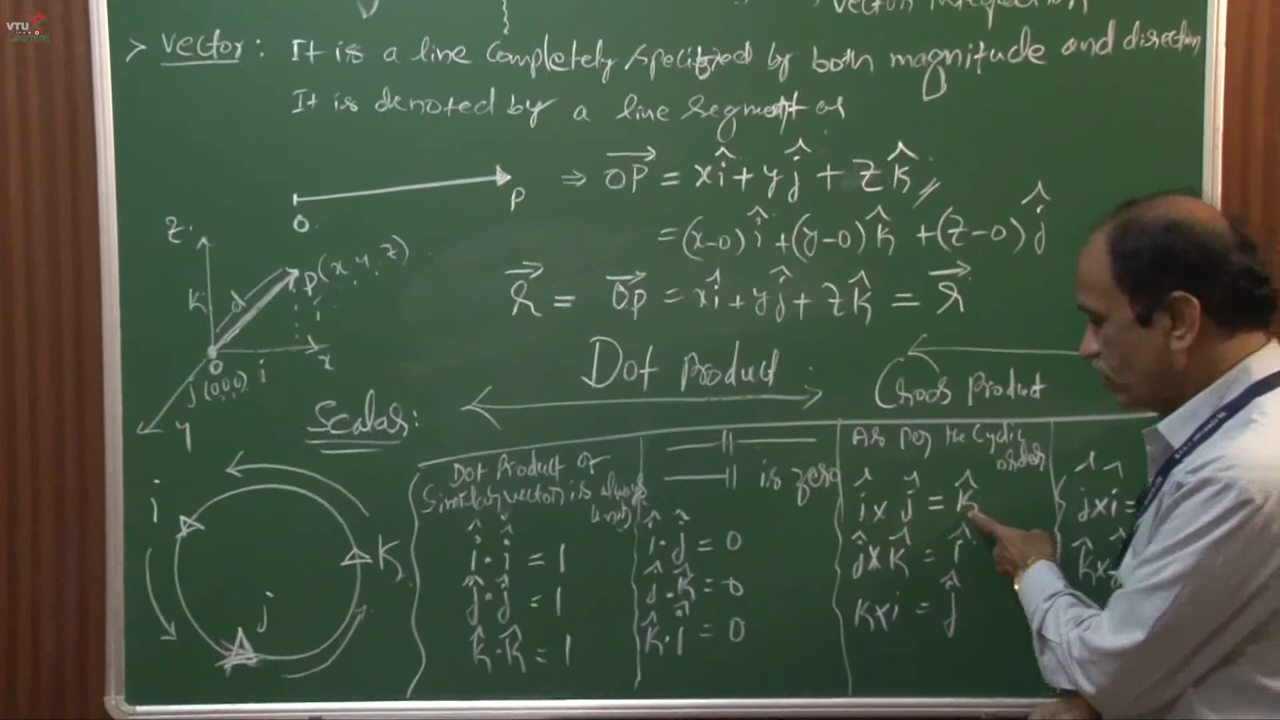 VTU
> Vector : It is a line completely specified by both magnitude and direction
It is denoted by a line segment as
O P
⇒ OP⃗ = xî + yĵ + zk̂ //
= (x-0) î + (y-0) k̂ + (z-0) ĵ
r⃗ = OP⃗ = xî + yĵ + zk̂ = r⃗
Z
K
d
P(x, y, z)
O
j (0,0,0) i x
y
Dot Product
Cross Product
Scalar :
i
j
K
Dot Product of
Similar vector is always
unity
î · î = 1
ĵ · ĵ = 1
k̂ · k̂ = 1
—||—
—|| is zero
î · ĵ = 0
ĵ · k̂ = 0
k̂ · î = 0
As per the Cyclic
order
î x ĵ = k̂
ĵ x k̂ = î
k x i = ĵ
ĵ x î =
k̂ x